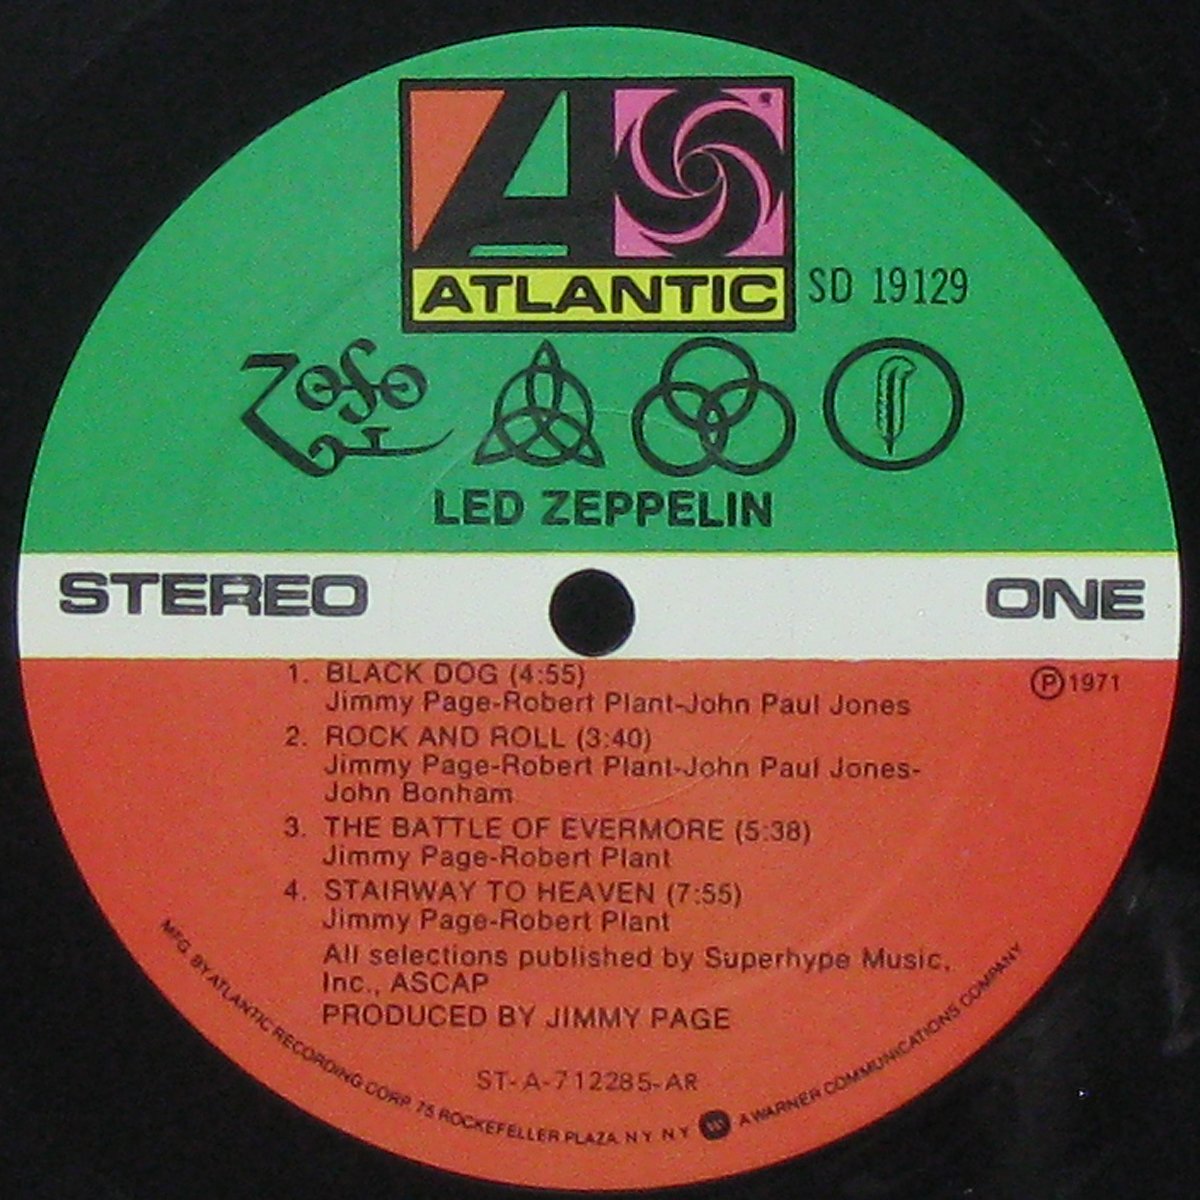 ATLANTIC
SD 19129
LED ZEPPELIN
STEREO
ONE
1. BLACK DOG (4:55)
Jimmy Page-Robert Plant-John Paul Jones
℗ 1971
2. ROCK AND ROLL (3:40)
Jimmy Page-Robert Plant-John Paul Jones-
John Bonham
3. THE BATTLE OF EVERMORE (5:38)
Jimmy Page-Robert Plant
4. STAIRWAY TO HEAVEN (7:55)
Jimmy Page-Robert Plant
All selections published by Superhype Music,
Inc., ASCAP
PRODUCED BY JIMMY PAGE
ST-A-712285-AR
MFG. BY ATLANTIC RECORDING CORP. 75 ROCKEFELLER PLAZA, N Y N Y W A WARNER COMMUNICATIONS COMPANY